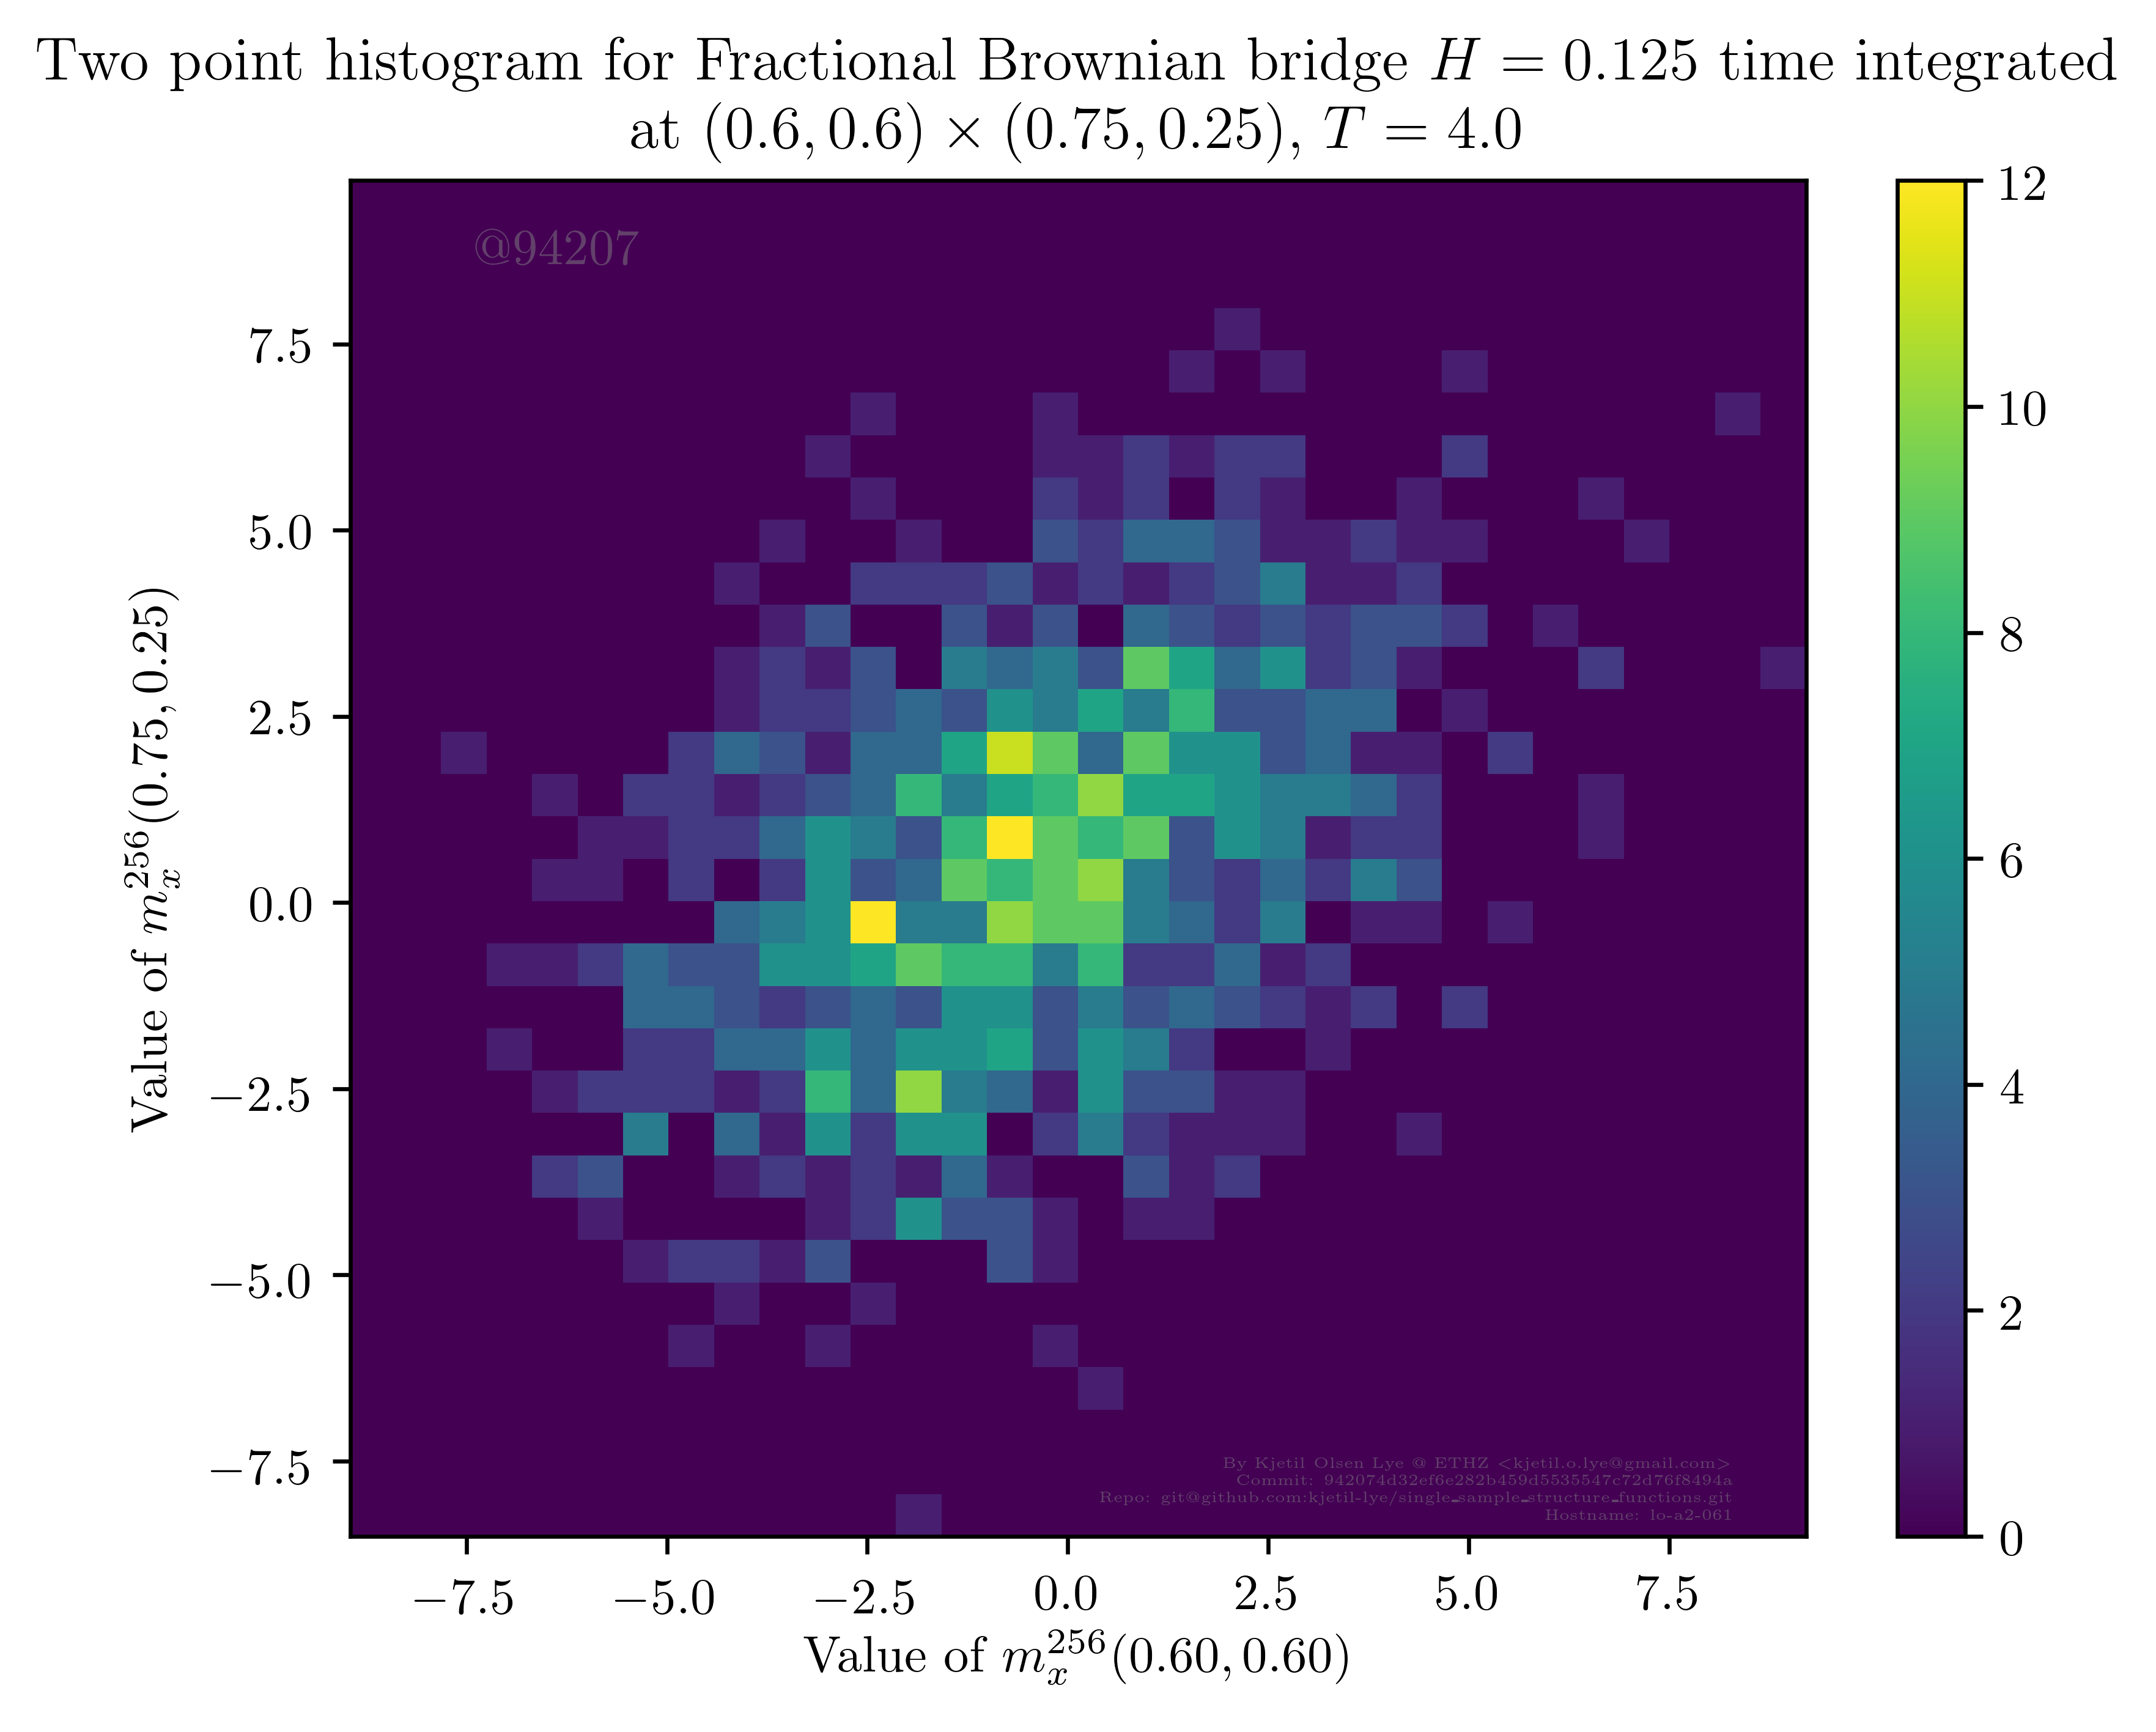 Two point histogram for Fractional Brownian bridge H = 0.125 time integrated
at (0.6, 0.6) × (0.75, 0.25), T = 4.0
@94207
7.5
5.0
2.5
0.0
−2.5
−5.0
−7.5
Value of m_x^256(0.75, 0.25)
12
10
8
6
4
2
0
By Kjetil Olsen Lye @ ETHZ <kjetil.o.lye@gmail.com>
Commit: 942074d32ef6e282b459d5535547c72d76f8494a
Repo: git@github.com:kjetil-lye/single_sample_structure_functions.git
Hostname: lo-a2-061
−7.5 −5.0 −2.5 0.0 2.5 5.0 7.5
Value of m_x^256(0.60, 0.60)